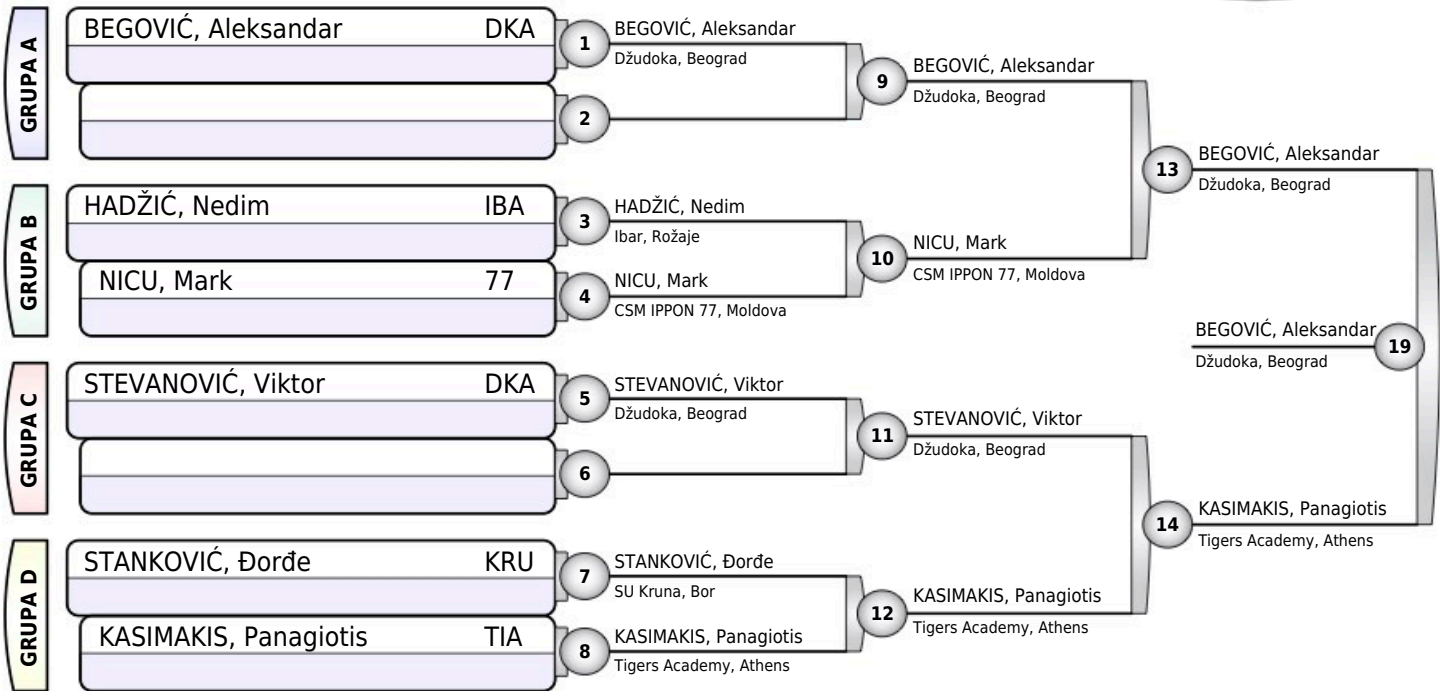 GRUPA A
BEGOVIĆ, Aleksandar DKA
1
BEGOVIĆ, Aleksandar
Džudoka, Beograd
2
9
BEGOVIĆ, Aleksandar
Džudoka, Beograd
GRUPA B
HADŽIĆ, Nedim IBA
3
HADŽIĆ, Nedim
Ibar, Rožaje
NICU, Mark 77
4
NICU, Mark
CSM IPPON 77, Moldova
10
NICU, Mark
CSM IPPON 77, Moldova
13
BEGOVIĆ, Aleksandar
Džudoka, Beograd
GRUPA C
STEVANOVIĆ, Viktor DKA
5
STEVANOVIĆ, Viktor
Džudoka, Beograd
6
11
STEVANOVIĆ, Viktor
Džudoka, Beograd
GRUPA D
STANKOVIĆ, Đorđe KRU
7
STANKOVIĆ, Đorđe
SU Kruna, Bor
KASIMAKIS, Panagiotis TIA
8
KASIMAKIS, Panagiotis
Tigers Academy, Athens
12
KASIMAKIS, Panagiotis
Tigers Academy, Athens
14
KASIMAKIS, Panagiotis
Tigers Academy, Athens
BEGOVIĆ, Aleksandar
Džudoka, Beograd
19